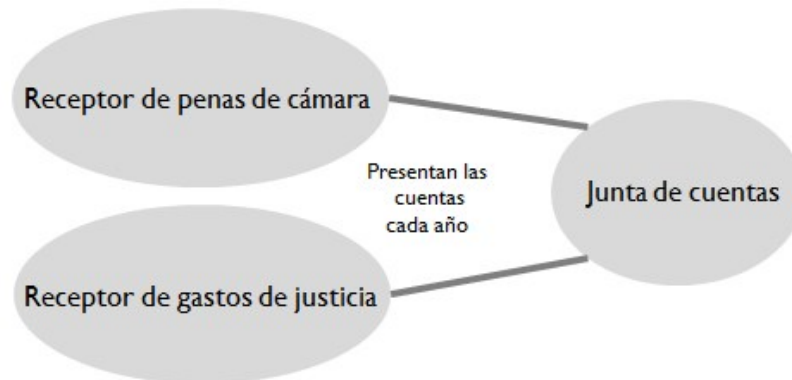 Receptor de penas de cámara
Presentan las
cuentas
cada año
Junta de cuentas
Receptor de gastos de justicia